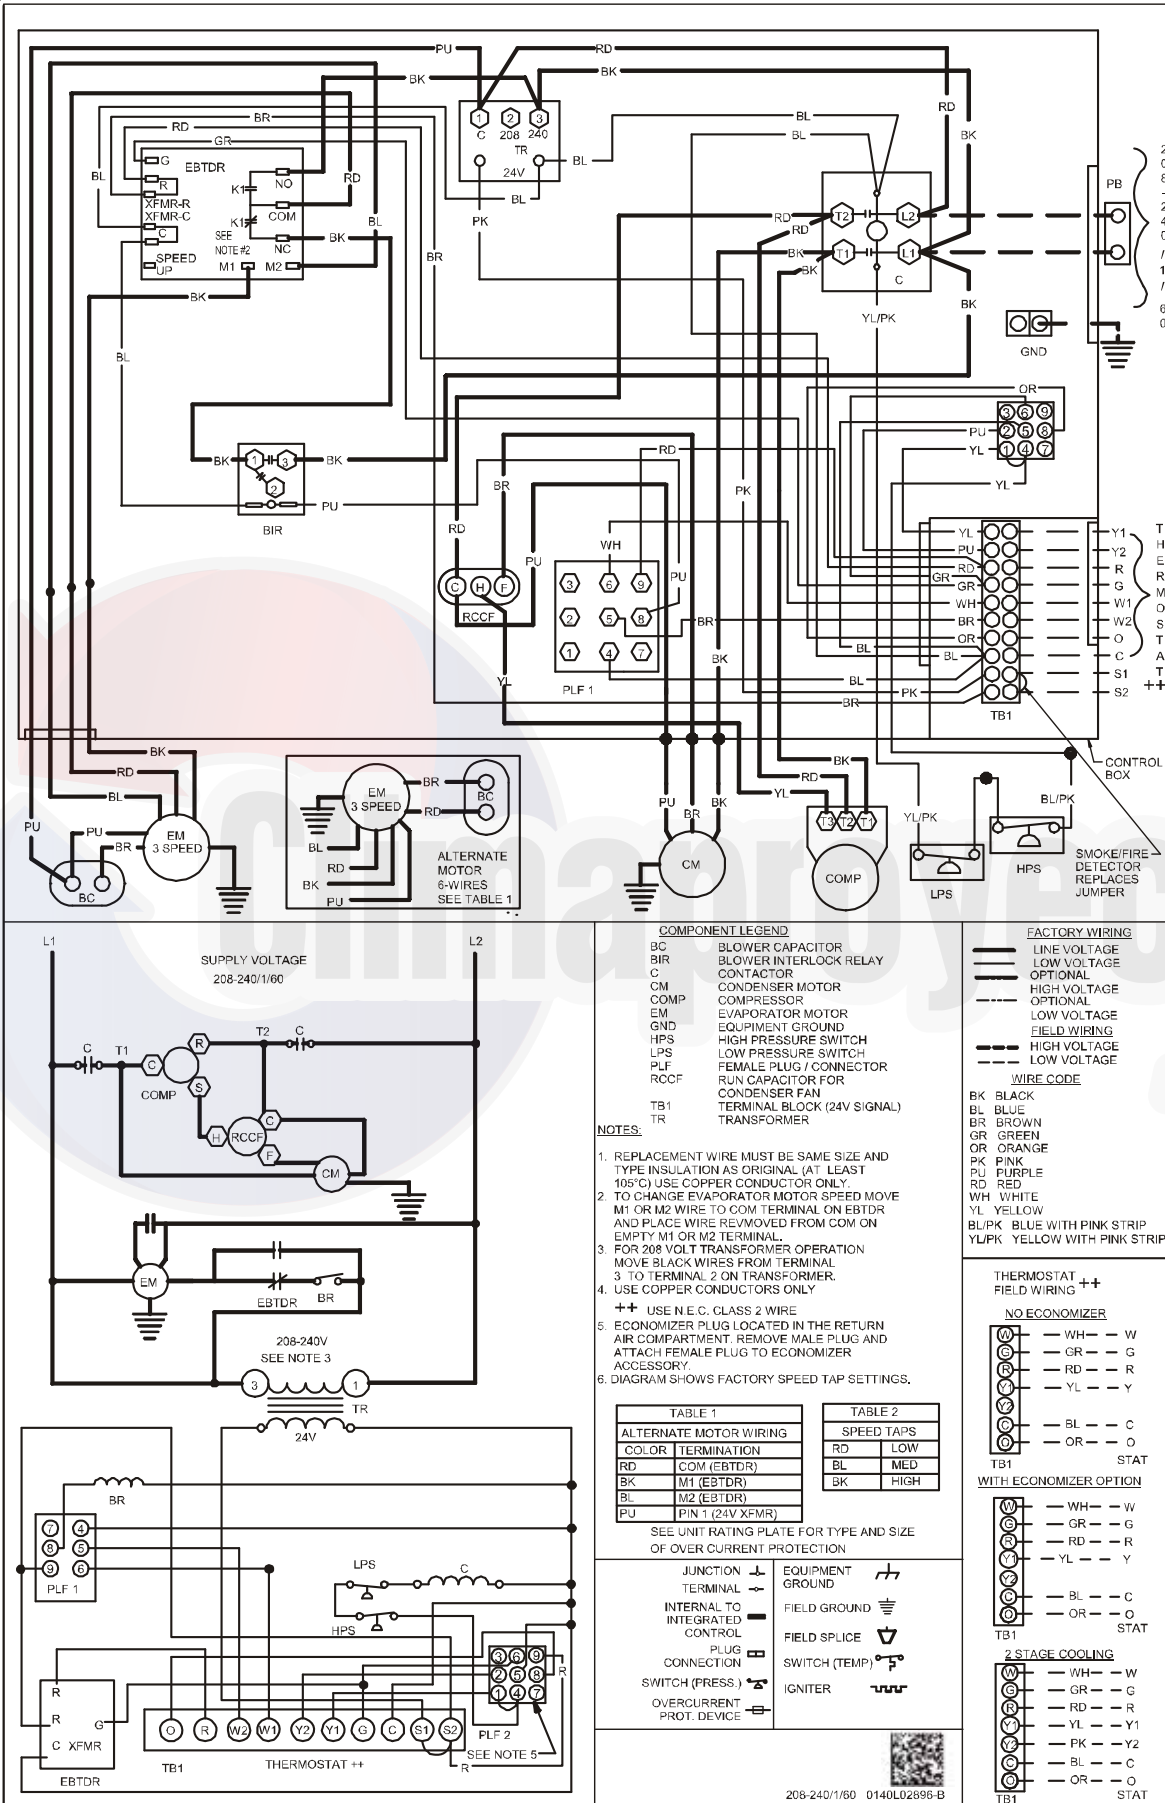 PU
RD
BK
BK
RD
BK
BR
RD
GR
1 2 3
C 208 240
TR
24V
BL
BL
BL
BL
PK
G
EBTDR
R
XFMR-R
XFMR-C
C
SPEED
UP
K1
K1
SEE
NOTE #2
NO
COM
NC
M1
M2
RD
BL
BK
BL
BK
BR
BL
RD
RD
BK
BK
T2
L2
T1
L1
C
YL/PK
BK
PB
208-240/1/60
GND
OR
3 6 9
2 5 8
1 4 7
PU
YL
YL
BK
1 3
2
BK
PU
BIR
RD
BR
PU
RD
PK
WH
PU
C H F
RCCF
YL
3 6 9
2 5 8
1 4 7
PLF 1
BR
BK
BL
PK
BR
YL
PU
RD
GR
GR
WH
BR
OR
BL
BL
TB1
Y1
Y2
R
G
W1
W2
O
C
S1
S2
THERMOSTAT
++
CONTROL
BOX
BK
RD
BL
PU
PU
BR
EM
3 SPEED
BC
EM
3 SPEED
BR
RD
BC
BL
RD
BK
PU
ALTERNATE
MOTOR
6-WIRES
SEE TABLE 1
PU
BR
BK
CM
BK
RD
YL
T3 T2 T1
COMP
YL/PK
LPS
BL/PK
HPS
SMOKE/FIRE
DETECTOR
REPLACES
JUMPER
L1
L2
SUPPLY VOLTAGE
208-240/1/60
C
T1
C
R
S
COMP
T2
C
H
RCCF
C
F
CM
EM
EBTDR
BR
208-240V
SEE NOTE 3
3
1
TR
24V
BR
7 4
8 5
9 6
PLF 1
LPS
C
HPS
3 6 9
2 5 8
1 4 7
R
PLF 2
SEE NOTE 5
R
R
R
G
C XFMR
EBTDR
O R W2 W1 Y2 Y1 G C S1 S2
TB1
THERMOSTAT ++
COMPONENT LEGEND
BC BLOWER CAPACITOR
BIR BLOWER INTERLOCK RELAY
C CONTACTOR
CM CONDENSER MOTOR
COMP COMPRESSOR
EM EVAPORATOR MOTOR
GND EQUIPMENT GROUND
HPS HIGH PRESSURE SWITCH
LPS LOW PRESSURE SWITCH
PLF FEMALE PLUG / CONNECTOR
RCCF RUN CAPACITOR FOR
CONDENSER FAN
TB1 TERMINAL BLOCK (24V SIGNAL)
TR TRANSFORMER
NOTES:
1. REPLACEMENT WIRE MUST BE SAME SIZE AND
TYPE INSULATION AS ORIGINAL (AT LEAST
105°C) USE COPPER CONDUCTOR ONLY.
2. TO CHANGE EVAPORATOR MOTOR SPEED MOVE
M1 OR M2 WIRE TO COM TERMINAL ON EBTDR
AND PLACE WIRE REVMOVED FROM COM ON
EMPTY M1 OR M2 TERMINAL.
3. FOR 208 VOLT TRANSFORMER OPERATION
MOVE BLACK WIRES FROM TERMINAL
3 TO TERMINAL 2 ON TRANSFORMER.
4. USE COPPER CONDUCTORS ONLY
++ USE N.E.C. CLASS 2 WIRE
5. ECONOMIZER PLUG LOCATED IN THE RETURN
AIR COMPARTMENT. REMOVE MALE PLUG AND
ATTACH FEMALE PLUG TO ECONOMIZER
ACCESSORY.
6. DIAGRAM SHOWS FACTORY SPEED TAP SETTINGS.
TABLE 1
ALTERNATE MOTOR WIRING
COLOR TERMINATION
RD COM (EBTDR)
BK M1 (EBTDR)
BL M2 (EBTDR)
PU PIN 1 (24V XFMR)
TABLE 2
SPEED TAPS
RD LOW
BL MED
BK HIGH
SEE UNIT RATING PLATE FOR TYPE AND SIZE
OF OVER CURRENT PROTECTION
JUNCTION
TERMINAL
INTERNAL TO
INTEGRATED
CONTROL
PLUG
CONNECTION
SWITCH (PRESS.)
OVERCURRENT
PROT. DEVICE
EQUIPMENT
GROUND
FIELD GROUND
FIELD SPLICE
SWITCH (TEMP)
IGNITER
208-240/1/60 0140L02896-B
FACTORY WIRING
LINE VOLTAGE
LOW VOLTAGE
OPTIONAL
HIGH VOLTAGE
OPTIONAL
LOW VOLTAGE
FIELD WIRING
HIGH VOLTAGE
LOW VOLTAGE
WIRE CODE
BK BLACK
BL BLUE
BR BROWN
GR GREEN
OR ORANGE
PK PINK
PU PURPLE
RD RED
WH WHITE
YL YELLOW
BL/PK BLUE WITH PINK STRIP
YL/PK YELLOW WITH PINK STRIP
THERMOSTAT
FIELD WIRING ++
NO ECONOMIZER
W WH W
G GR G
R RD R
Y1 YL Y
Y2
C BL C
O OR O
TB1 STAT
WITH ECONOMIZER OPTION
W WH W
G GR G
R RD R
Y1 YL Y
Y2
C BL C
O OR O
TB1 STAT
2 STAGE COOLING
W WH W
G GR G
R RD R
Y1 YL Y1
Y2 PK Y2
C BL C
O OR O
TB1 STAT
Climaproyec